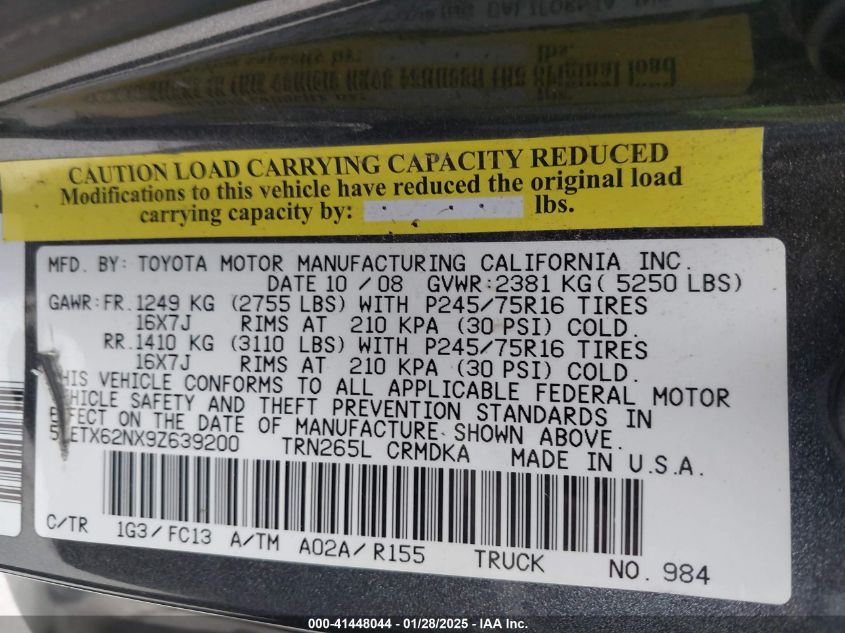 CAUTION LOAD CARRYING CAPACITY REDUCED
Modifications to this vehicle have reduced the original load
carrying capacity by: lbs.
MFD. BY: TOYOTA MOTOR MANUFACTURING CALIFORNIA INC.
DATE 10 / 08 GVWR: 2381 KG ( 5250 LBS)
GAWR: FR. 1249 KG (2755 LBS) WITH P245/75R16 TIRES
16X7J RIMS AT 210 KPA (30 PSI) COLD.
RR. 1410 KG (3110 LBS) WITH P245/75R16 TIRES
16X7J RIMS AT 210 KPA (30 PSI) COLD.
THIS VEHICLE CONFORMS TO ALL APPLICABLE FEDERAL MOTOR
VEHICLE SAFETY AND THEFT PREVENTION STANDARDS IN
EFFECT ON THE DATE OF MANUFACTURE SHOWN ABOVE.
5TETX62NX9Z639200 TRN265L CRMDKA MADE IN U.S.A.
C/TR 1G3/FC13 A/TM A02A/R155 TRUCK NO. 984
000-41448044 — 01/28/2025 — IAA Inc.